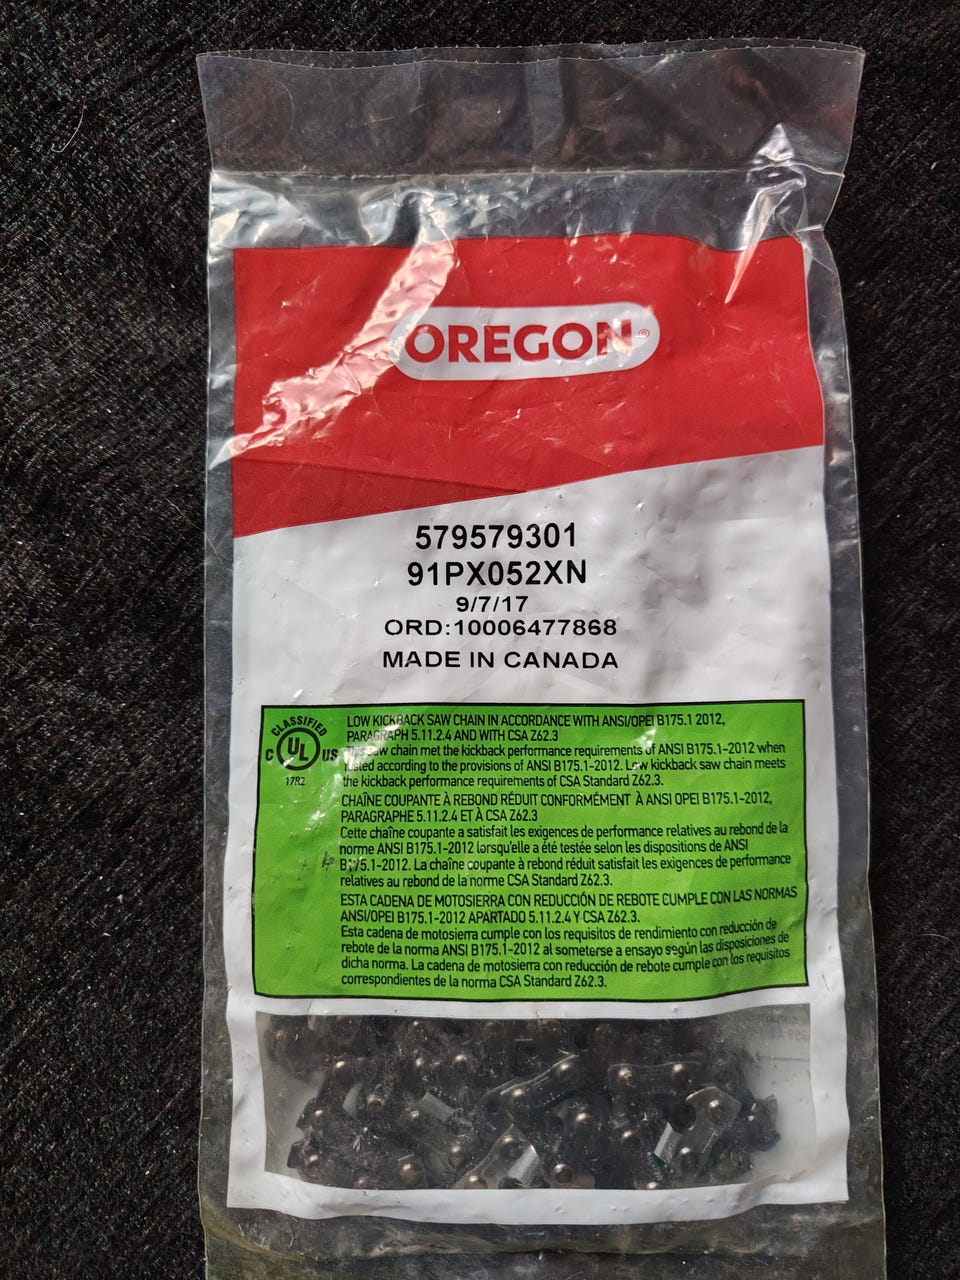 OREGON®
579579301
91PX052XN
9/7/17
ORD:10006477868
MADE IN CANADA
CLASSIFIED
C UL US
17R2
LOW KICKBACK SAW CHAIN IN ACCORDANCE WITH ANSI/OPEI B175.1 2012,
PARAGRAPH 5.11.2.4 AND WITH CSA Z62.3
This saw chain met the kickback performance requirements of ANSI B175.1-2012 when
tested according to the provisions of ANSI B175.1-2012. Low kickback saw chain meets
the kickback performance requirements of CSA Standard Z62.3.
CHAÎNE COUPANTE À REBOND RÉDUIT CONFORMÉMENT À ANSI OPEI B175.1-2012,
PARAGRAPHE 5.11.2.4 ET À CSA Z62.3
Cette chaîne coupante a satisfait les exigences de performance relatives au rebond de la
norme ANSI B175.1-2012 lorsqu'elle a été testée selon les dispositions de ANSI
B175.1-2012. La chaîne coupante à rebond réduit satisfait les exigences de performance
relatives au rebond de la norme CSA Standard Z62.3.
ESTA CADENA DE MOTOSIERRA CON REDUCCIÓN DE REBOTE CUMPLE CON LAS NORMAS
ANSI/OPEI B175.1-2012 APARTADO 5.11.2.4 Y CSA Z62.3.
Esta cadena de motosierra cumple con los requisitos de rendimiento con reducción de
rebote de la norma ANSI B175.1-2012 al someterse a ensayo según las disposiciones de
dicha norma. La cadena de motosierra con reducción de rebote cumple con los requisitos
correspondientes de la norma CSA Standard Z62.3.